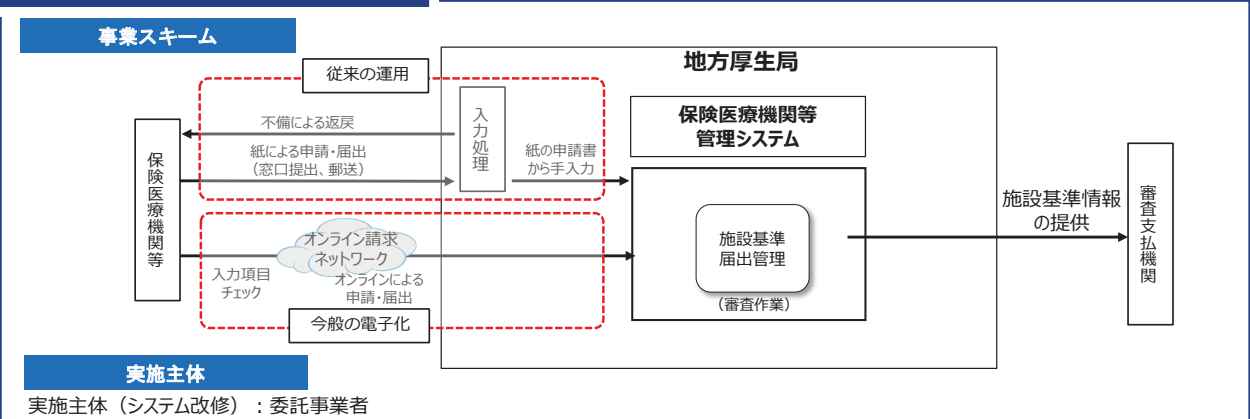 事業スキーム
地方厚生局
従来の運用
保険医療機関等
不備による返戻
紙による申請・届出
（窓口提出、郵送）
入力処理
紙の申請書
から手入力
保険医療機関等
管理システム
施設基準
届出管理
（審査作業）
施設基準情報
の提供
審査支払機関
オンライン請求
ネットワーク
入力項目
チェック
オンラインによる
申請・届出
今般の電子化
実施主体
実施主体（システム改修）：委託事業者